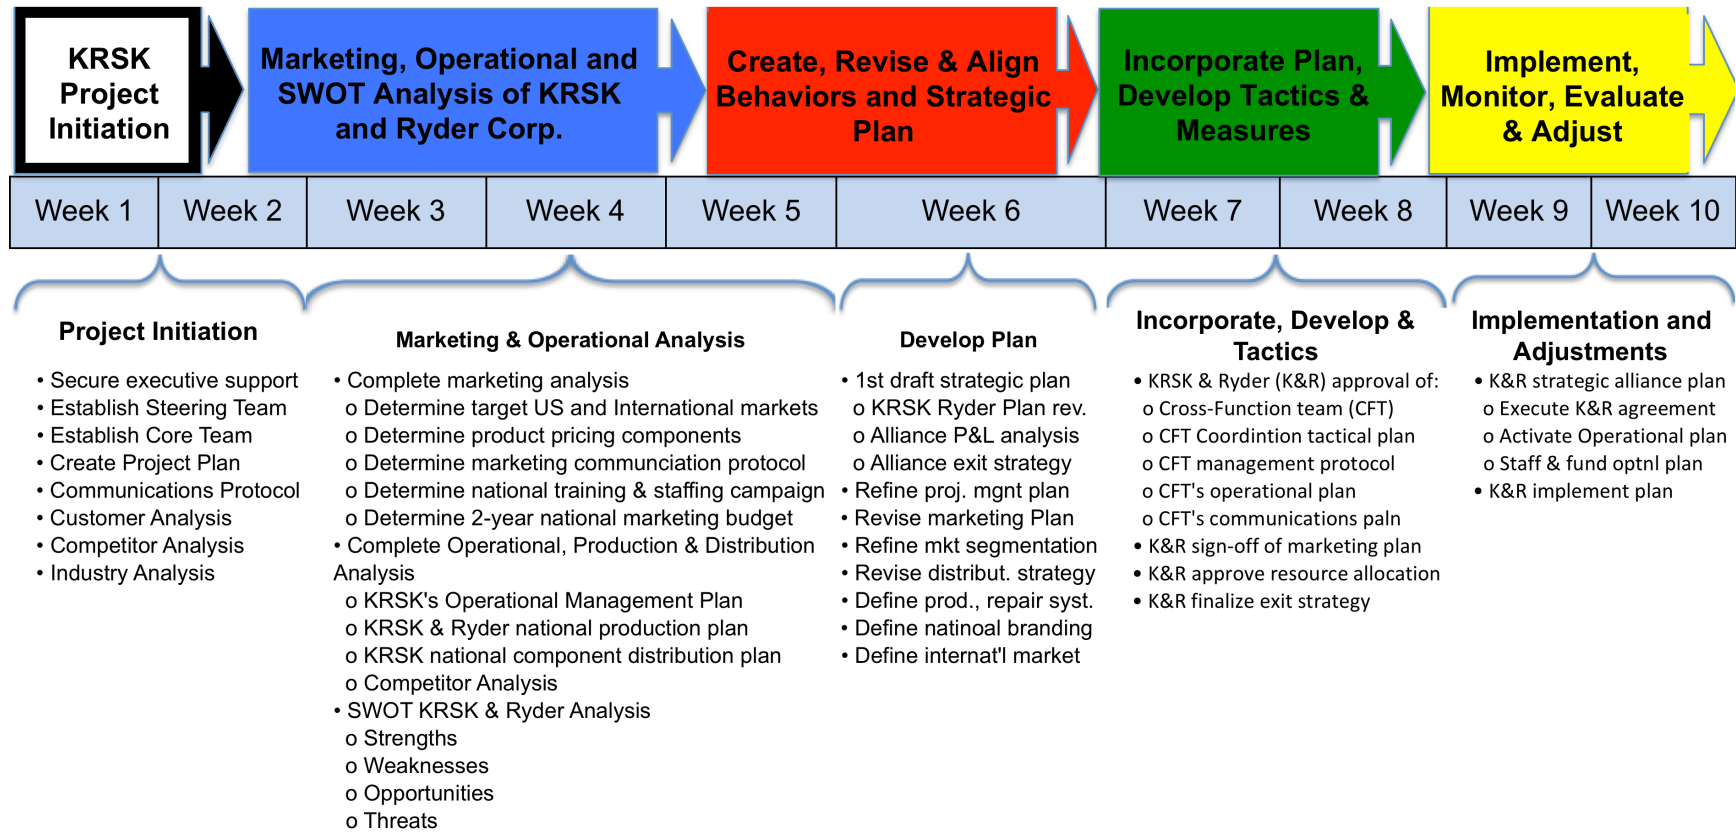 KRSK
Project
Initiation
Marketing, Operational and
SWOT Analysis of KRSK
and Ryder Corp.
Create, Revise & Align
Behaviors and Strategic
Plan
Incorporate Plan,
Develop Tactics &
Measures
Implement,
Monitor, Evaluate
& Adjust
Week 1
Week 2
Week 3
Week 4
Week 5
Week 6
Week 7
Week 8
Week 9
Week 10
Project Initiation
• Secure executive support
• Establish Steering Team
• Establish Core Team
• Create Project Plan
• Communications Protocol
• Customer Analysis
• Competitor Analysis
• Industry Analysis
Marketing & Operational Analysis
• Complete marketing analysis
o Determine target US and International markets
o Determine product pricing components
o Determine marketing communciation protocol
o Determine national training & staffing campaign
o Determine 2-year national marketing budget
• Complete Operational, Production & Distribution
Analysis
o KRSK's Operational Management Plan
o KRSK & Ryder national production plan
o KRSK national component distribution plan
o Competitor Analysis
• SWOT KRSK & Ryder Analysis
o Strengths
o Weaknesses
o Opportunities
o Threats
Develop Plan
• 1st draft strategic plan
o KRSK Ryder Plan rev.
o Alliance P&L analysis
o Alliance exit strategy
• Refine proj. mgnt plan
• Revise marketing Plan
• Refine mkt segmentation
• Revise distribut. strategy
• Define prod., repair syst.
• Define natinoal branding
• Define internat'l market
Incorporate, Develop &
Tactics
• KRSK & Ryder (K&R) approval of:
o Cross-Function team (CFT)
o CFT Coordintion tactical plan
o CFT management protocol
o CFT's operational plan
o CFT's communications paln
• K&R sign-off of marketing plan
• K&R approve resource allocation
• K&R finalize exit strategy
Implementation and
Adjustments
• K&R strategic alliance plan
o Execute K&R agreement
o Activate Operational plan
o Staff & fund optnl plan
• K&R implement plan